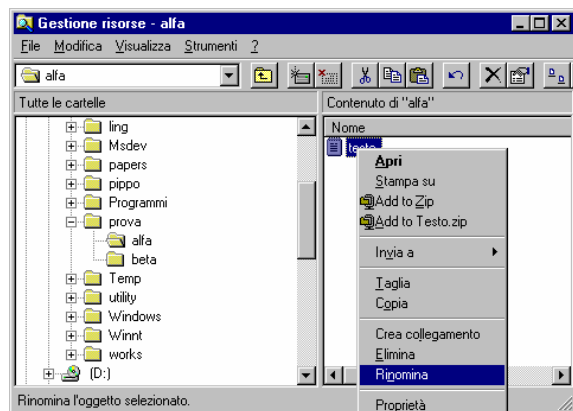 Gestione risorse - alfa
File Modifica Visualizza Strumenti ?
alfa
Tutte le cartelle
Contenuto di "alfa"
ling
Msdev
papers
pippo
Programmi
prova
alfa
beta
Temp
utility
Windows
Winnt
works
(D:)
Nome
testo
Apri
Stampa su
Add to Zip
Add to Testo.zip
Invia a
Taglia
Copia
Crea collegamento
Elimina
Rinomina
Proprietà
Rinomina l'oggetto selezionato.